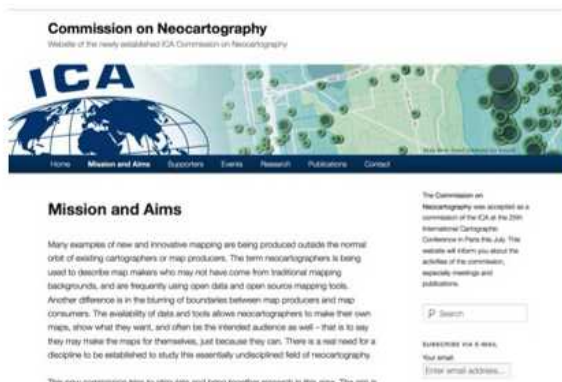 Commission on Neocartography
Website of the newly established ICA Commission on Neocartography
ICA
Home Mission and Aims Supporters Events Research Publications Contact
Mission and Aims
Many examples of new and innovative mapping are being produced outside the normal
orbit of existing cartographers or map producers. The term neocartographers is being
used to describe map makers who may not have come from traditional mapping
backgrounds, and are frequently using open data and open source mapping tools.
Another difference is in the blurring of boundaries between map producers and map
consumers. The availability of data and tools allows neocartographers to make their own
maps, show what they want, and often be the intended audience as well – that is to say
they may make the maps for themselves, just because they can. There is a real need for a
discipline to be established to study this essentially undisciplined field of neocartography.
The Commission on
Neocartography was accepted as a
commission of the ICA at the 25th
International Cartographic
Conference in Paris this July. This
website will inform you about the
activities of the commission,
especially meetings and
publications.
Search
SUBSCRIBE VIA E-MAIL
Your email:
Enter email address...